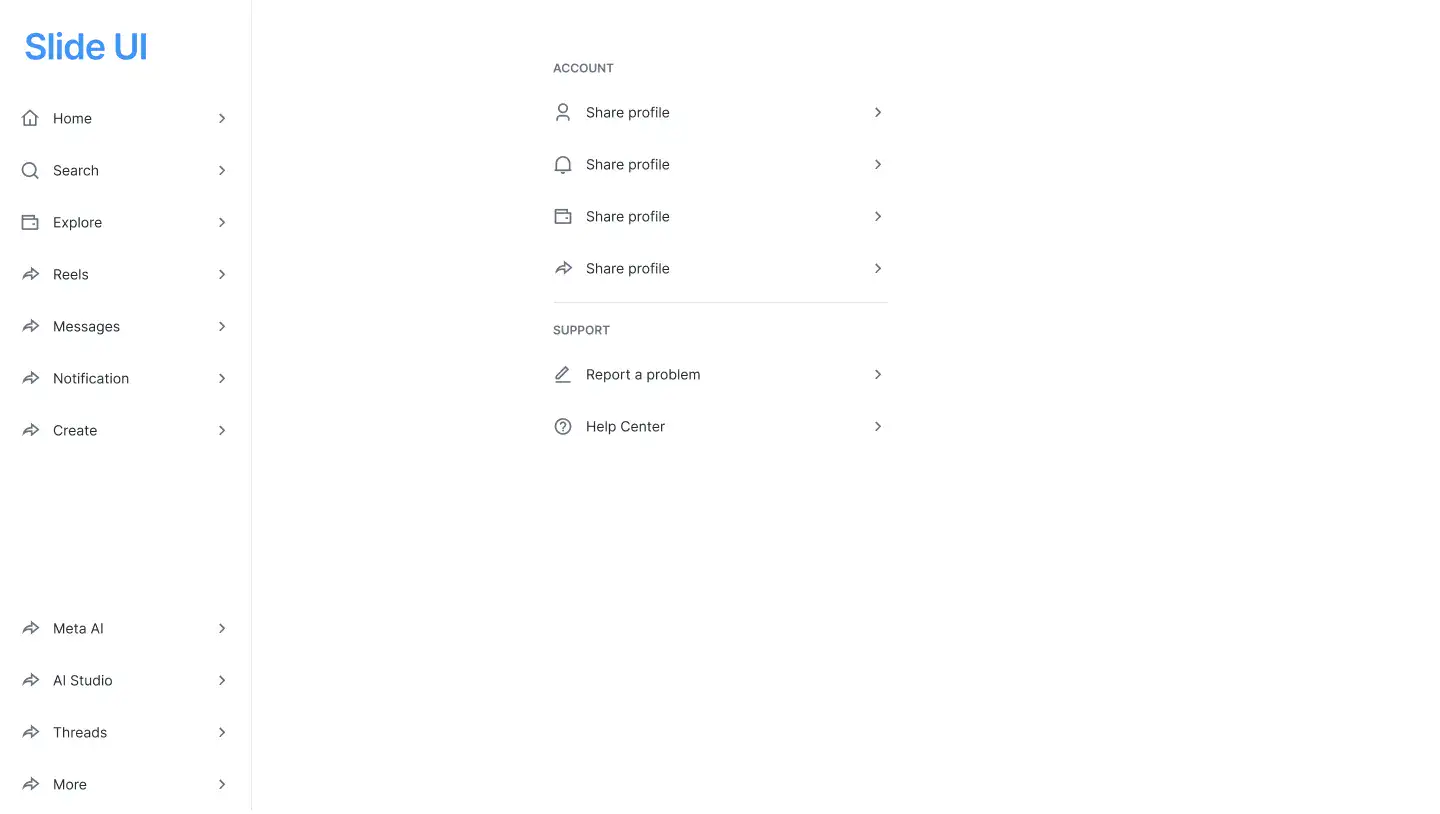 Slide UI
Home
Search
Explore
Reels
Messages
Notification
Create
Meta AI
AI Studio
Threads
More
ACCOUNT
Share profile
Share profile
Share profile
Share profile
SUPPORT
Report a problem
Help Center